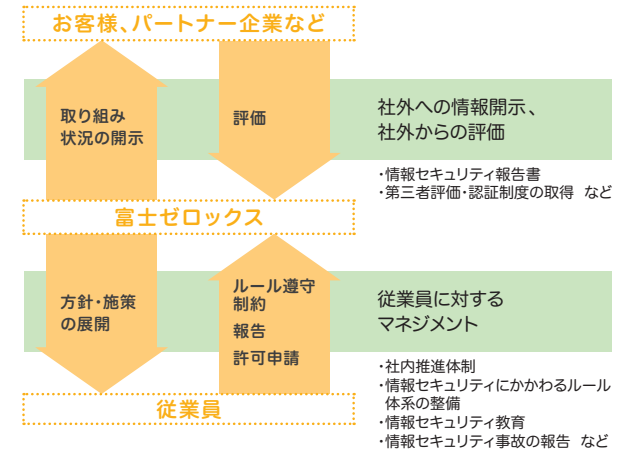 お客様、パートナー企業など
取り組み
状況の開示
評価
社外への情報開示、
社外からの評価
・情報セキュリティ報告書
・第三者評価・認証制度の取得 など
富士ゼロックス
方針・施策
の展開
ルール遵守
制約
報告
許可申請
従業員に対する
マネジメント
・社内推進体制
・情報セキュリティにかかわるルール
体系の整備
・情報セキュリティ教育
・情報セキュリティ事故の報告 など
従業員